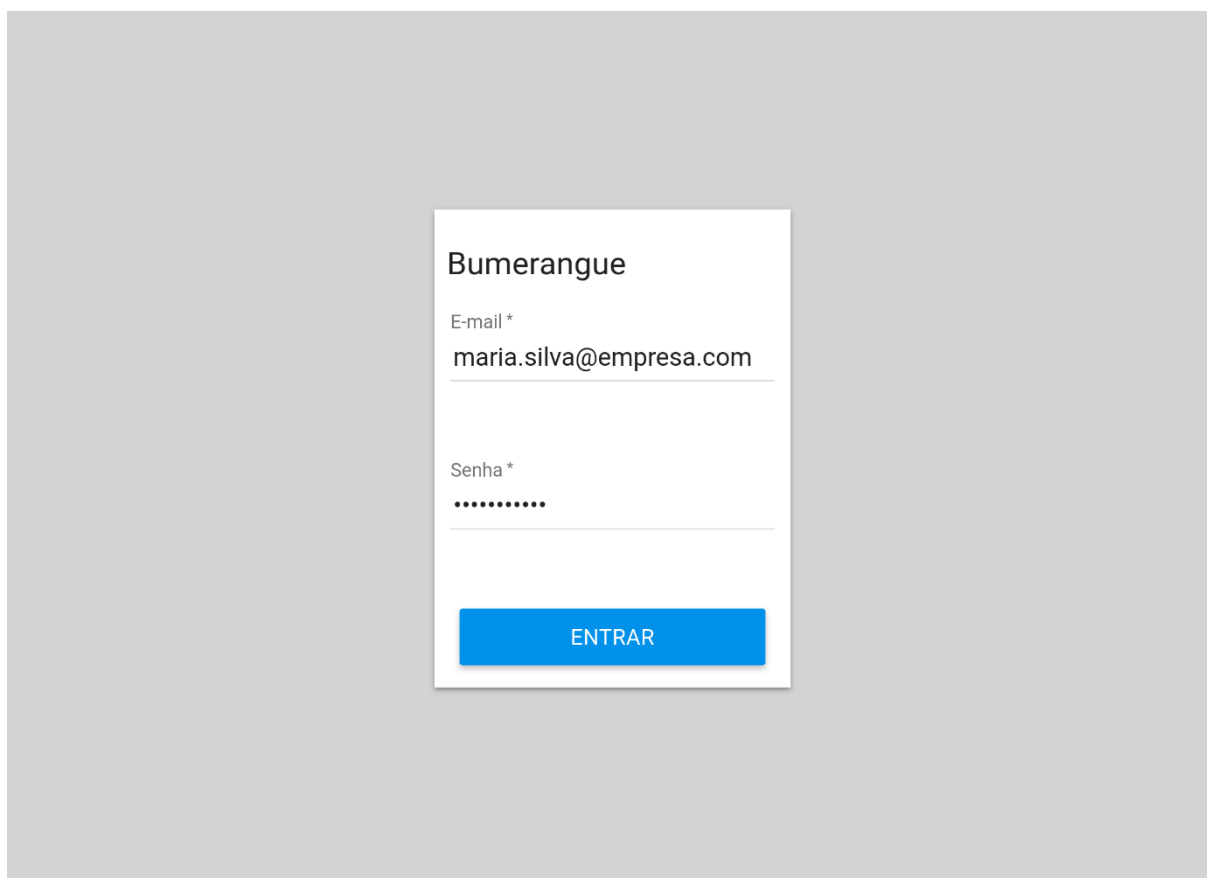 Bumerangue
E-mail *
maria.silva@empresa.com
Senha *
•••••••••••
ENTRAR